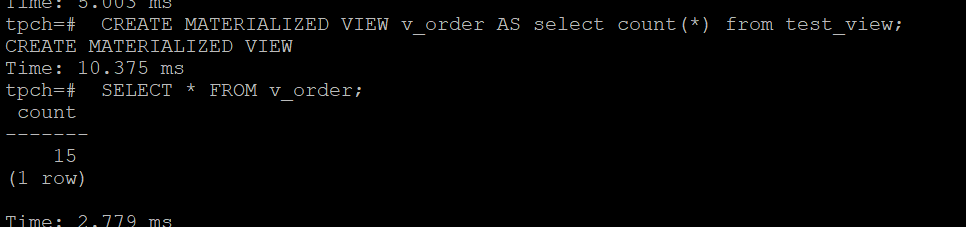 Time: 5.003 ms
tpch=#  CREATE MATERIALIZED VIEW v_order AS select count(*) from test_view;
CREATE MATERIALIZED VIEW
Time: 10.375 ms
tpch=#  SELECT * FROM v_order;
 count
-------
    15
(1 row)

Time: 2.779 ms